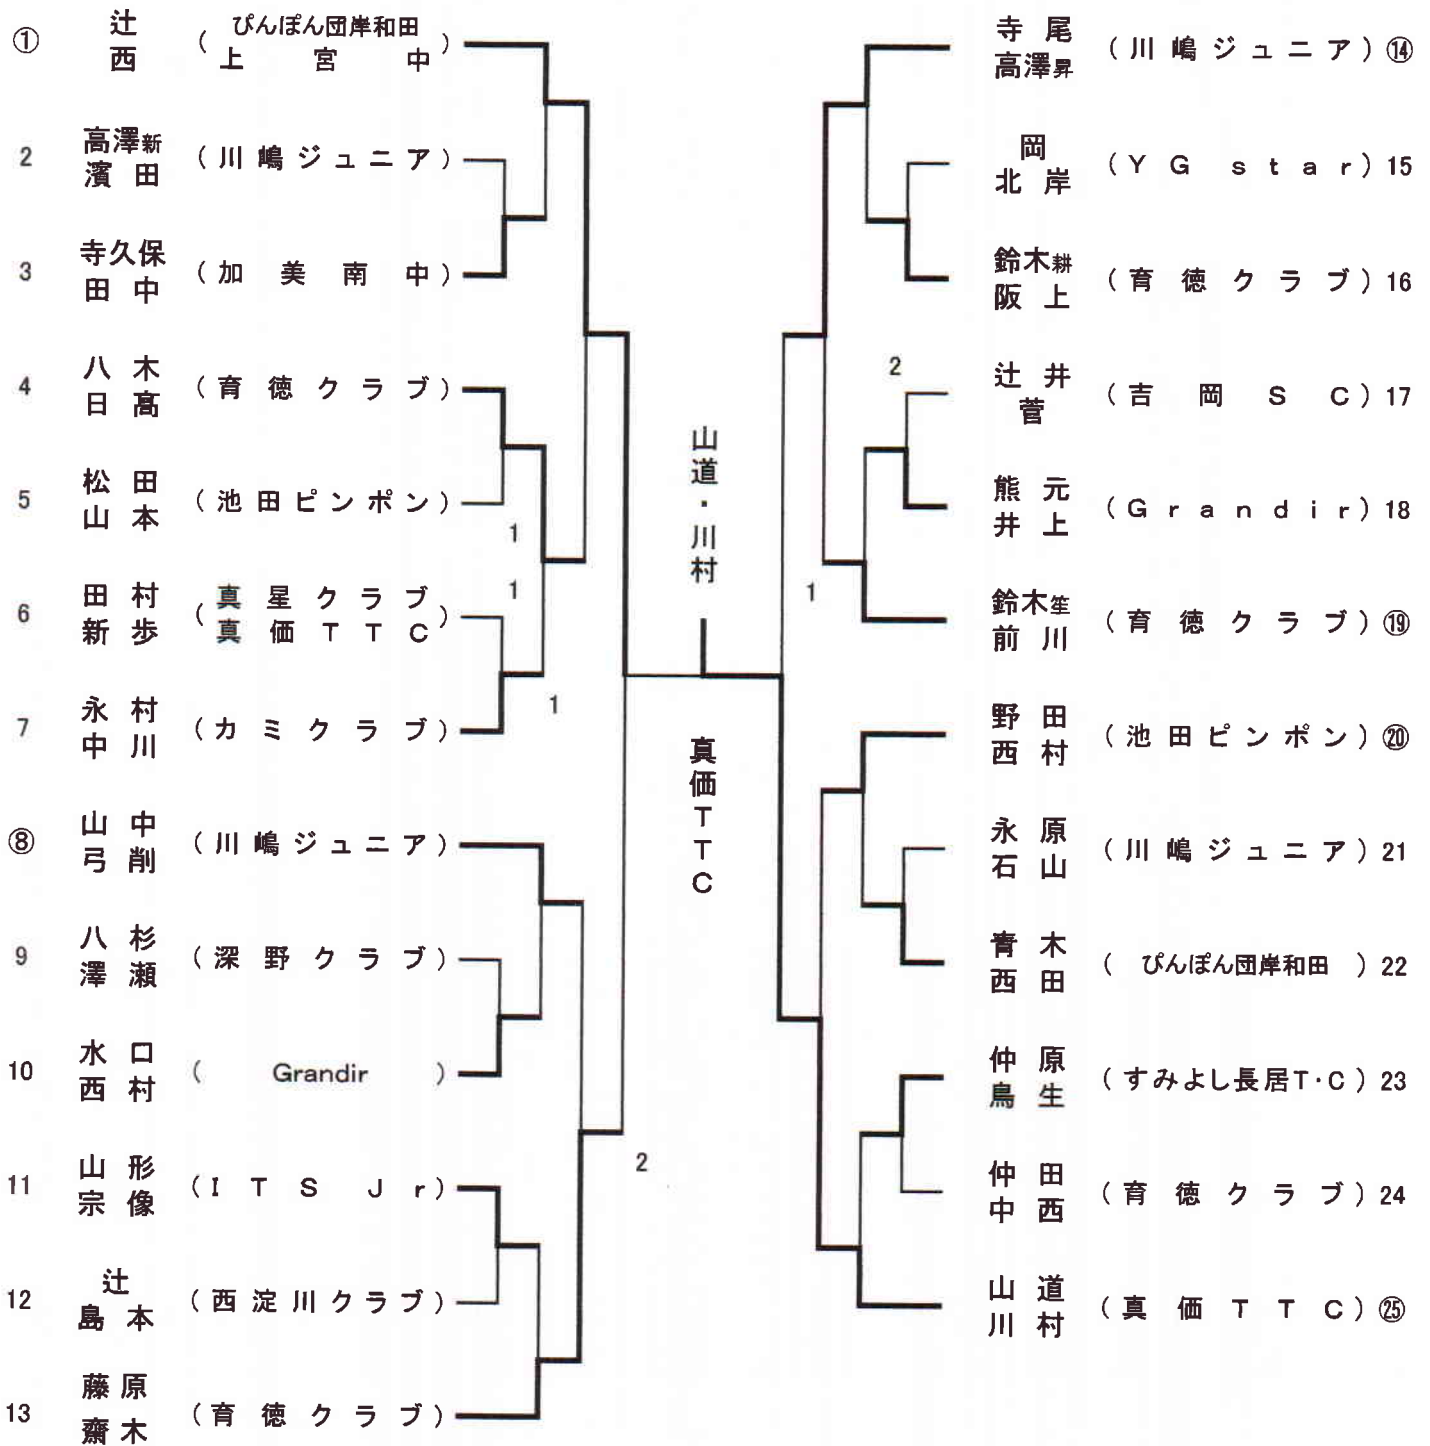 ① 辻 西 (ぴんぽん団岸和田 上宮中)
2 高澤新 濱田 (川嶋ジュニア)
3 寺久保 田中 (加美南中)
4 八木 日髙 (育徳クラブ)
5 松田 山本 (池田ピンポン)
1
1
6 田村 新歩 (真星クラブ 真価TTC)
7 永村 中川 (カミクラブ)
1
⑧ 山中 弓削 (川嶋ジュニア)
9 八杉 澤瀬 (深野クラブ)
10 水口 西村 (Grandir)
11 山形 宗像 (ITS Jr)
2
12 辻 島本 (西淀川クラブ)
13 藤原 齋木 (育徳クラブ)
山道・川村
真価TTC
寺尾 高澤昇 (川嶋ジュニア) ⑭
岡 北岸 (YG star) 15
鈴木耕 阪上 (育徳クラブ) 16
2
辻井 菅 (吉岡SC) 17
熊元 井上 (Grandir) 18
1
鈴木笙 前川 (育徳クラブ) ⑲
野田 西村 (池田ピンポン) ⑳
永原 石山 (川嶋ジュニア) 21
青木 西田 (ぴんぽん団岸和田) 22
仲原 鳥生 (すみよし長居T・C) 23
仲田 中西 (育徳クラブ) 24
山道 川村 (真価TTC) ㉕